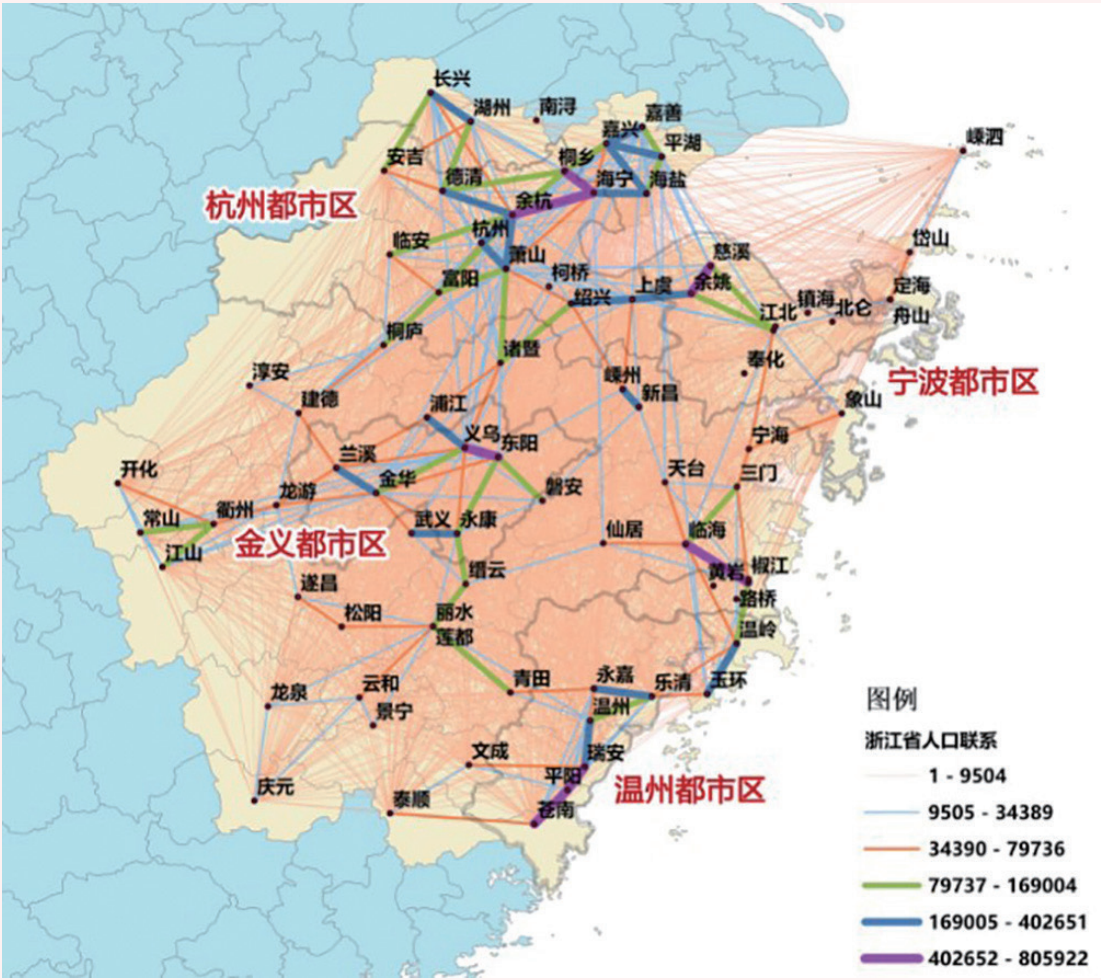 长兴
湖州
南浔
嘉善
嘉兴
平湖
嵊泗
安吉
桐乡
德清
海宁
海盐
杭州都市区
余杭
岱山
临安
杭州
萧山
慈溪
柯桥
富阳
上虞
余姚
定海
绍兴
镇海
北仑
江北
舟山
桐庐
诸暨
奉化
淳安
嵊州
宁波都市区
新昌
建德
浦江
象山
义乌
东阳
宁海
兰溪
开化
金华
天台
三门
龙游
磐安
常山
衢州
武义
永康
仙居
临海
金义都市区
江山
缙云
黄岩
椒江
遂昌
路桥
松阳
丽水
莲都
温岭
青田
永嘉
乐清
玉环
龙泉
云和
景宁
温州
图例
浙江省人口联系
文成
瑞安
平阳
温州都市区
庆元
泰顺
苍南
1 - 9504
9505 - 34389
34390 - 79736
79737 - 169004
169005 - 402651
402652 - 805922